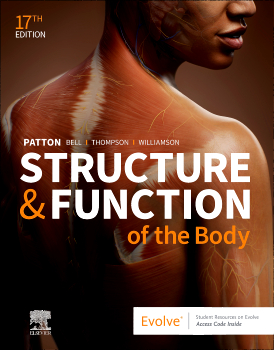 17TH
EDITION
PATTON BELL | THOMPSON | WILLIAMSON
STRUCTURE
& FUNCTION
of the Body
ELSEVIER
Evolve®
Student Resources on Evolve
Access Code Inside